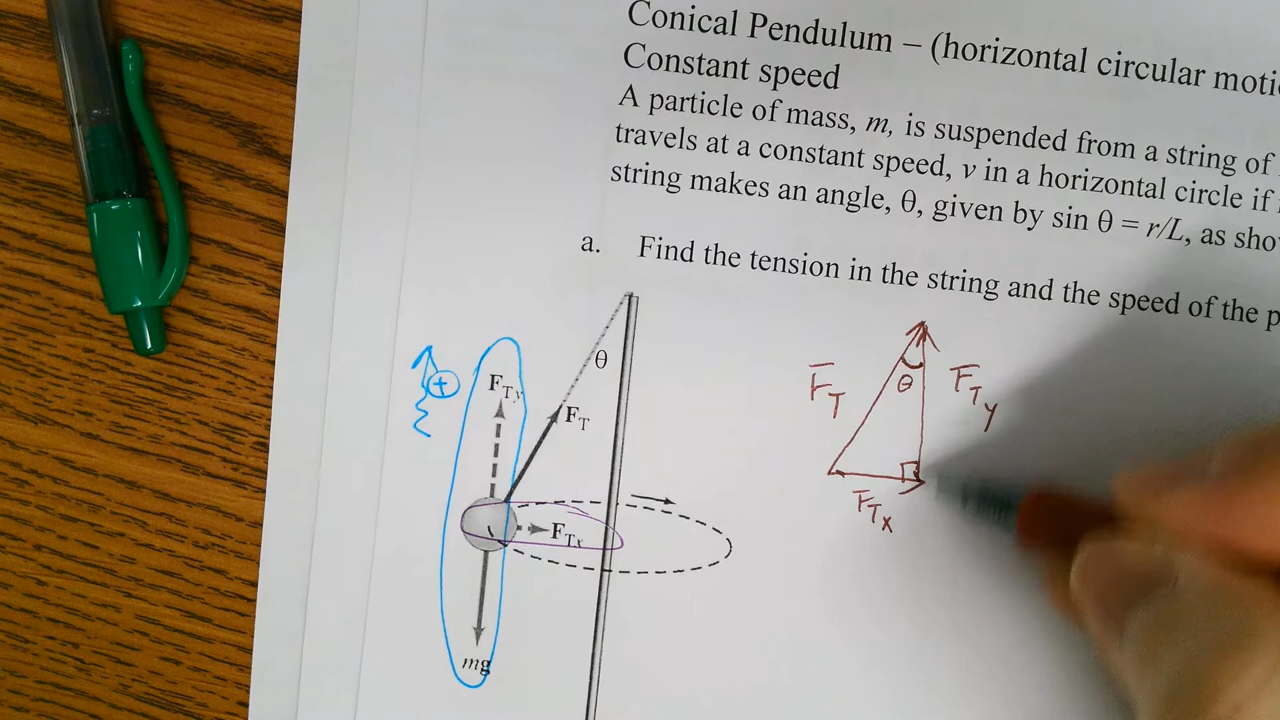 Conical Pendulum – (horizontal circular
Constant speed
A particle of mass, m, is suspended from a string of
travels at a constant speed, v in a horizontal circle if
string makes an angle, θ, given by sin θ = r/L, as
a. Find the tension in the string and the speed of the
θ
F_Ty
F_T
F_Tx
mg
+
F_T
θ
F_Ty
F_Tx